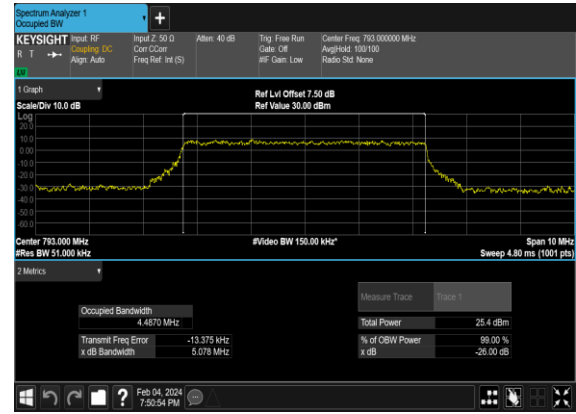 Spectrum Analyzer 1
Occupied BW
+
KEYSIGHT Input: RF Input Z: 50 Ω Atten: 40 dB Trig: Free Run Center Freq: 793.000000 MHz
R T Coupling: DC Corr CCorr Gate: Off Avg|Hold: 100/100
Align: Auto Freq Ref: Int (S) #IF Gain: Low Radio Std: None
LXI
1 Graph Ref Lvl Offset 7.50 dB
Scale/Div 10.0 dB Ref Value 30.00 dBm
Log
20.0
10.0
0.00
-10.0
-20.0
-30.0
-40.0
-50.0
-60.0
Center 793.000 MHz #Video BW 150.00 kHz* Span 10 MHz
#Res BW 51.000 kHz Sweep 4.80 ms (1001 pts)
2 Metrics
Measure Trace Trace 1
Occupied Bandwidth
4.4870 MHz Total Power 25.4 dBm
Transmit Freq Error -13.375 kHz % of OBW Power 99.00 %
x dB Bandwidth 5.078 MHz x dB -26.00 dB
? Feb 04, 2024
7:50:54 PM